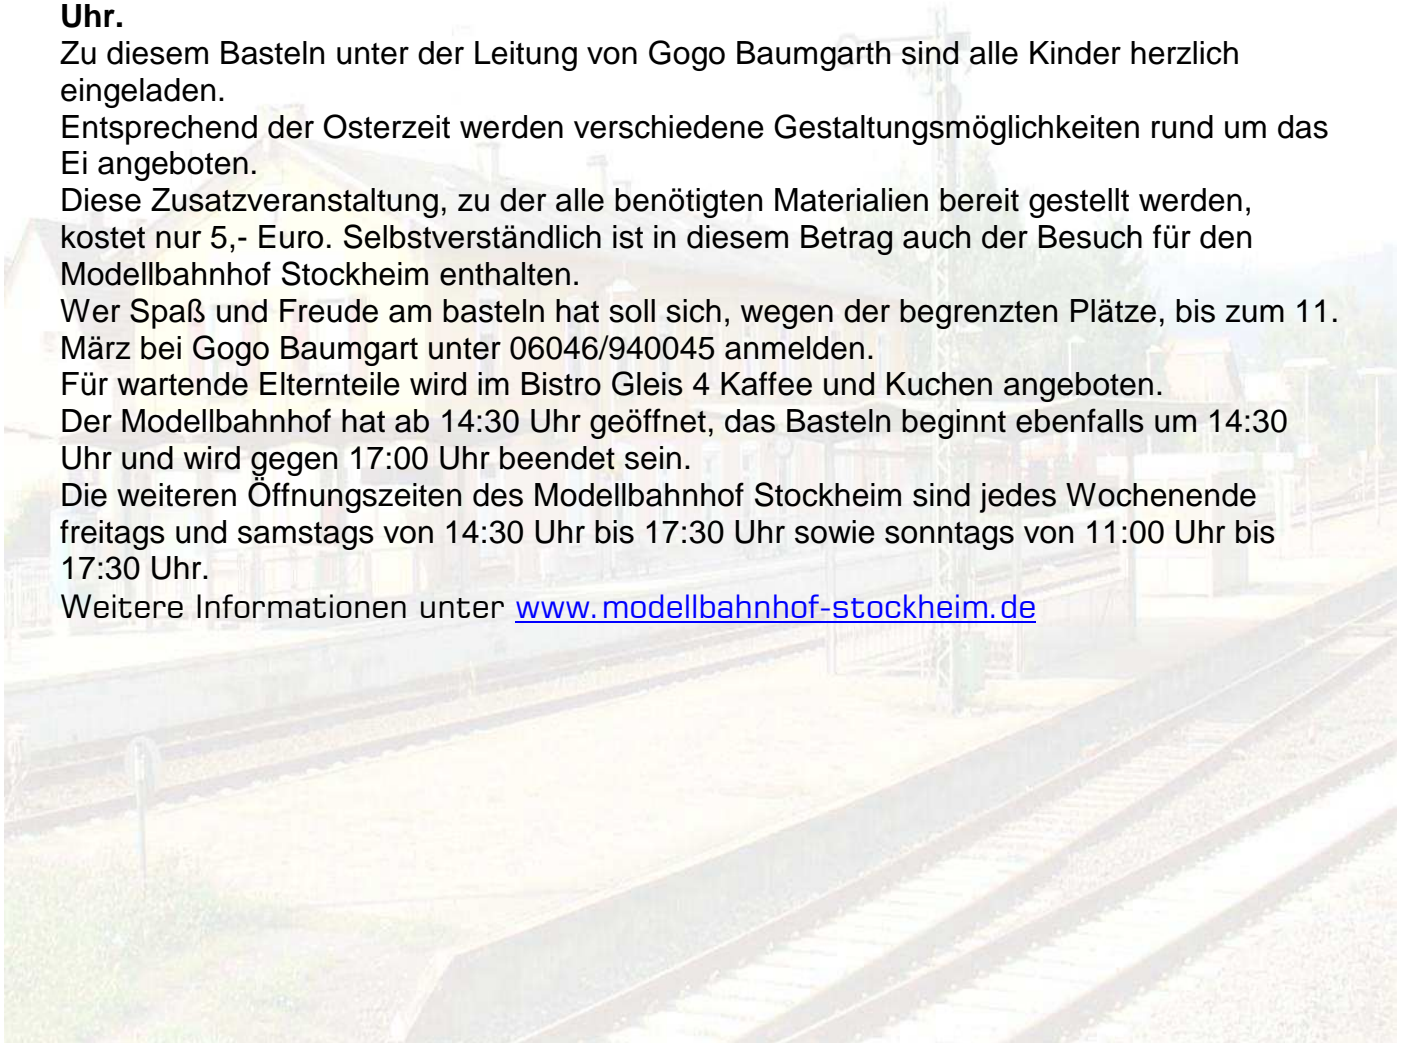 Uhr.
Zu diesem Basteln unter der Leitung von Gogo Baumgarth sind alle Kinder herzlich
eingeladen.
Entsprechend der Osterzeit werden verschiedene Gestaltungsmöglichkeiten rund um das
Ei angeboten.
Diese Zusatzveranstaltung, zu der alle benötigten Materialien bereit gestellt werden,
kostet nur 5,- Euro. Selbstverständlich ist in diesem Betrag auch der Besuch für den
Modellbahnhof Stockheim enthalten.
Wer Spaß und Freude am basteln hat soll sich, wegen der begrenzten Plätze, bis zum 11.
März bei Gogo Baumgart unter 06046/940045 anmelden.
Für wartende Elternteile wird im Bistro Gleis 4 Kaffee und Kuchen angeboten.
Der Modellbahnhof hat ab 14:30 Uhr geöffnet, das Basteln beginnt ebenfalls um 14:30
Uhr und wird gegen 17:00 Uhr beendet sein.
Die weiteren Öffnungszeiten des Modellbahnhof Stockheim sind jedes Wochenende
freitags und samstags von 14:30 Uhr bis 17:30 Uhr sowie sonntags von 11:00 Uhr bis
17:30 Uhr.
Weitere Informationen unter www.modellbahnhof-stockheim.de